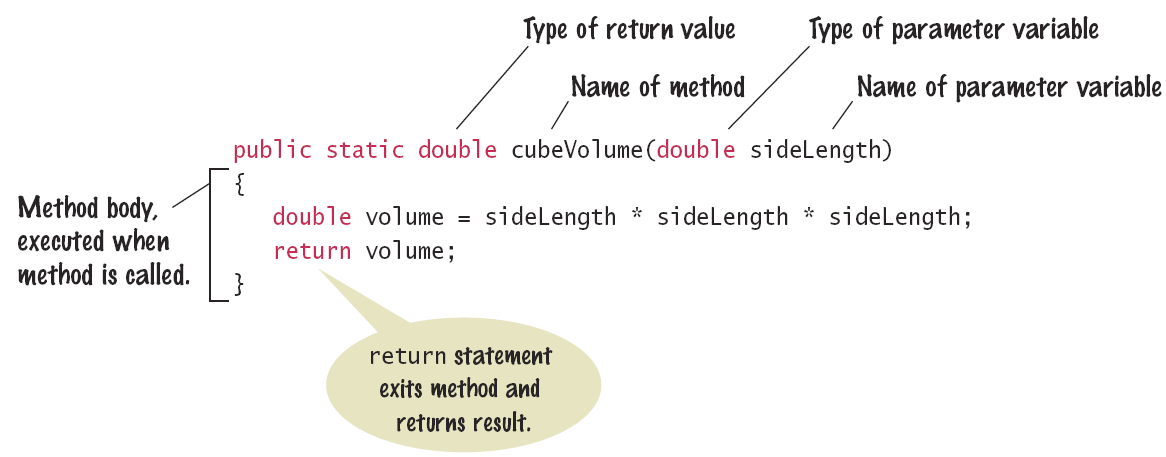 Type of return value
Type of parameter variable
Name of method
Name of parameter variable
public static double cubeVolume(double sideLength)
{
Method body,
executed when
method is called.
double volume = sideLength * sideLength * sideLength;
return volume;
}
return statement
exits method and
returns result.